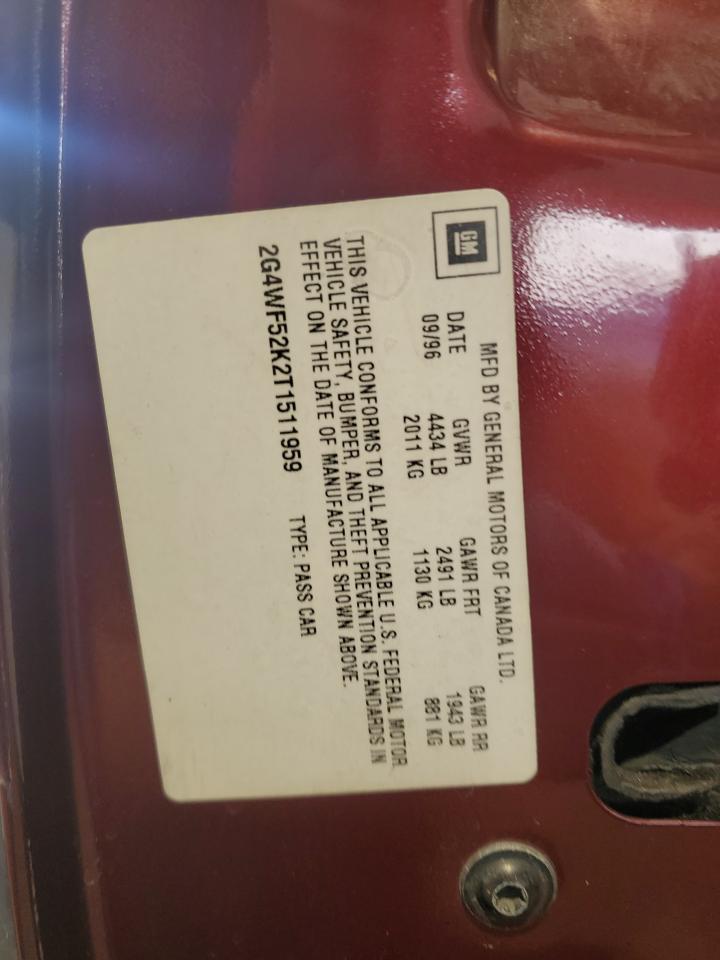 GM
MFD BY GENERAL MOTORS OF CANADA LTD.
DATE GVWR GAWR FRT GAWR RR
09/96 4434 LB 2491 LB 1943 LB
2011 KG 1130 KG 881 KG
THIS VEHICLE CONFORMS TO ALL APPLICABLE U.S. FEDERAL MOTOR
VEHICLE SAFETY, BUMPER, AND THEFT PREVENTION STANDARDS IN
EFFECT ON THE DATE OF MANUFACTURE SHOWN ABOVE.
2G4WF52K2T1511959 TYPE: PASS CAR